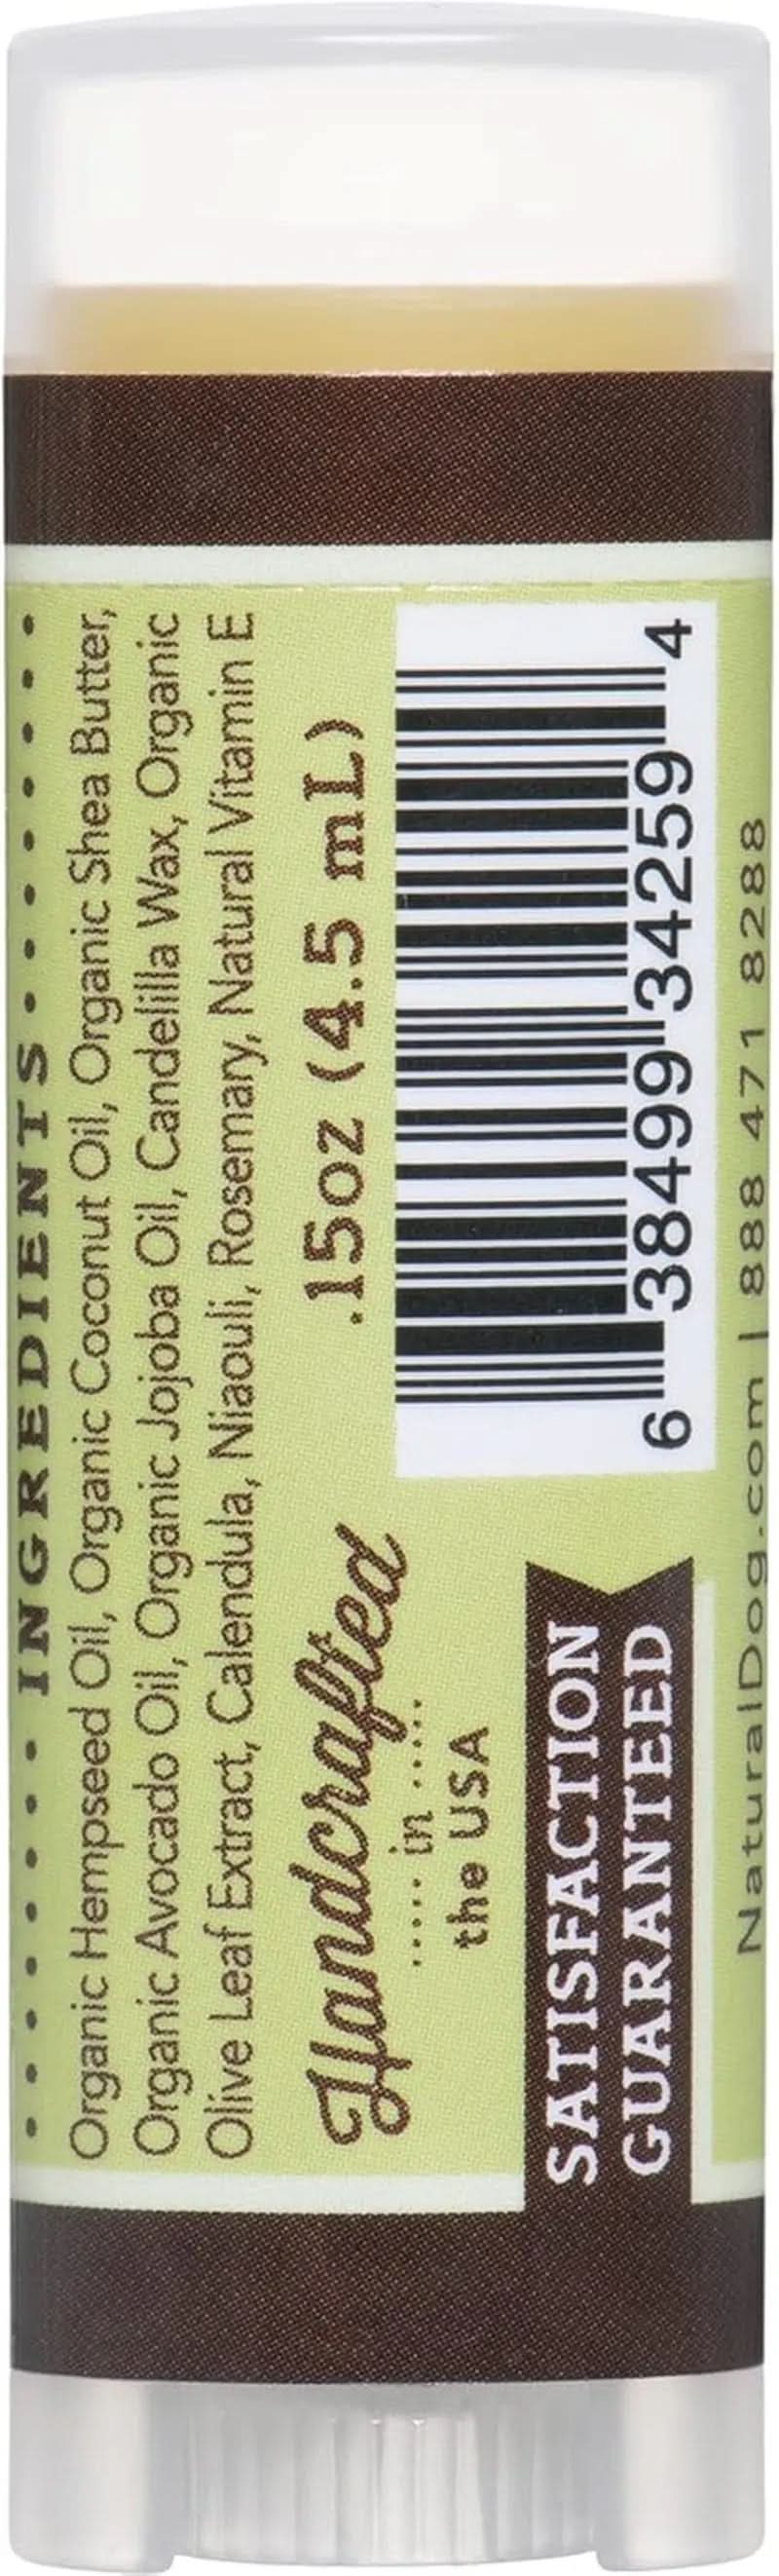 INGREDIENTS
Organic Hempseed Oil, Organic Coconut Oil, Organic Shea Butter,
Organic Avocado Oil, Organic Jojoba Oil, Candelilla Wax, Organic
Olive Leaf Extract, Calendula, Niaouli, Rosemary, Natural Vitamin E
Handcrafted
in
the USA
.15oz (4.5 mL)
SATISFACTION
GUARANTEED
6 38499 34259 4
NaturalDog.com | 888 471 8288